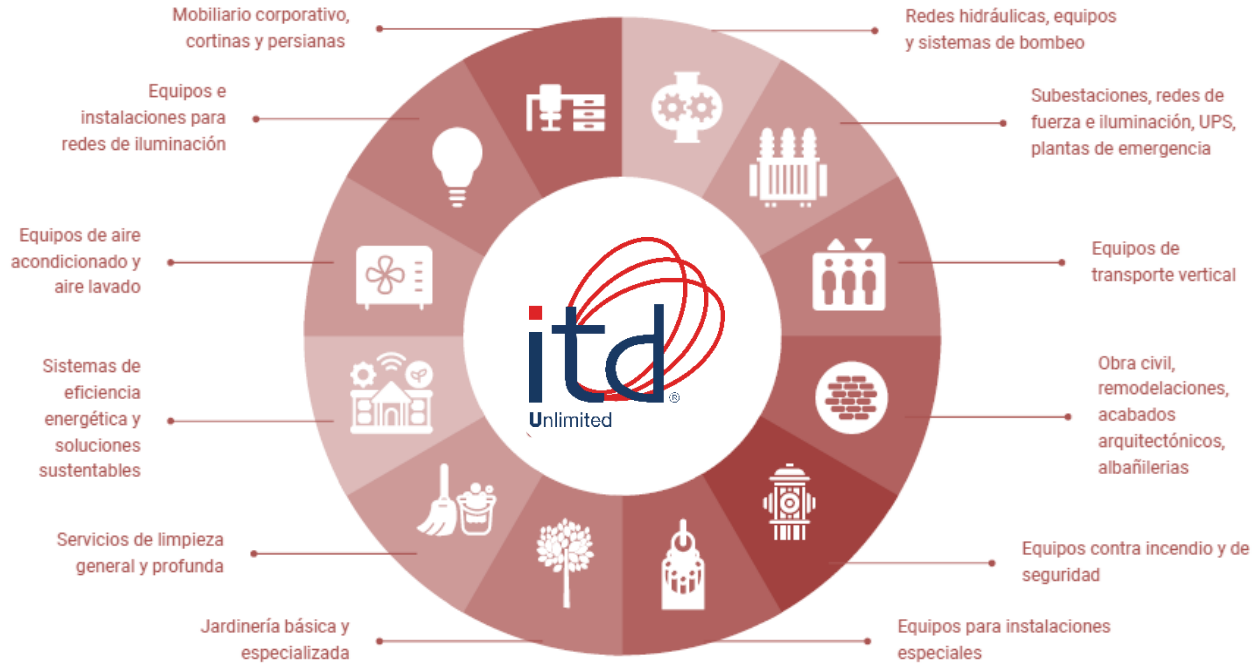 Mobiliario corporativo,
cortinas y persianas
Redes hidráulicas, equipos
y sistemas de bombeo
Equipos e
instalaciones para
redes de iluminación
Subestaciones, redes de
fuerza e iluminación, UPS,
plantas de emergencia
Equipos de aire
acondicionado y
aire lavado
Equipos de
transporte vertical
itd®
Unlimited
Sistemas de
eficiencia
energética y
soluciones
sustentables
Obra civil,
remodelaciones,
acabados
arquitectónicos,
albañilerias
Servicios de limpieza
general y profunda
Equipos contra incendio y de
seguridad
Jardinería básica y
especializada
Equipos para instalaciones
especiales